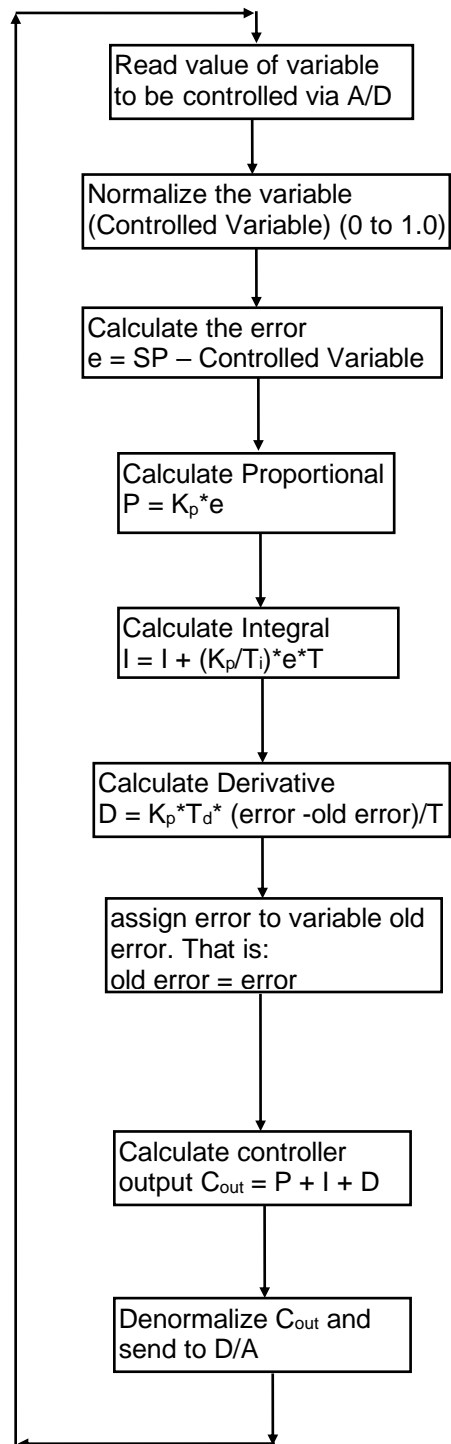 Read value of variable
to be controlled via A/D
Normalize the variable
(Controlled Variable) (0 to 1.0)
Calculate the error
e = SP – Controlled Variable
Calculate Proportional
P = Kp*e
Calculate Integral
I = I + (Kp/Ti)*e*T
Calculate Derivative
D = Kp*Td* (error -old error)/T
assign error to variable old
error. That is:
old error = error
Calculate controller
output Cout = P + I + D
Denormalize Cout and
send to D/A